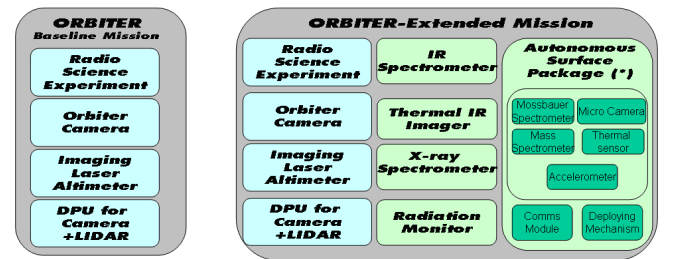 ORBITER
Baseline Mission
Radio
Science
Experiment
Orbiter
Camera
Imaging
Laser
Altimeter
DPU for
Camera
+LIDAR
ORBITER-Extended Mission
Radio
Science
Experiment
Orbiter
Camera
Imaging
Laser
Altimeter
DPU for
Camera
+LIDAR
IR
Spectrometer
Thermal IR
Imager
X-ray
Spectrometer
Radiation
Monitor
Autonomous
Surface
Package (*)
Mossbauer
Spectrometer
Micro Camera
Mass
Spectrometer
Thermal
sensor
Accelerometer
Comms
Module
Deploying
Mechanism